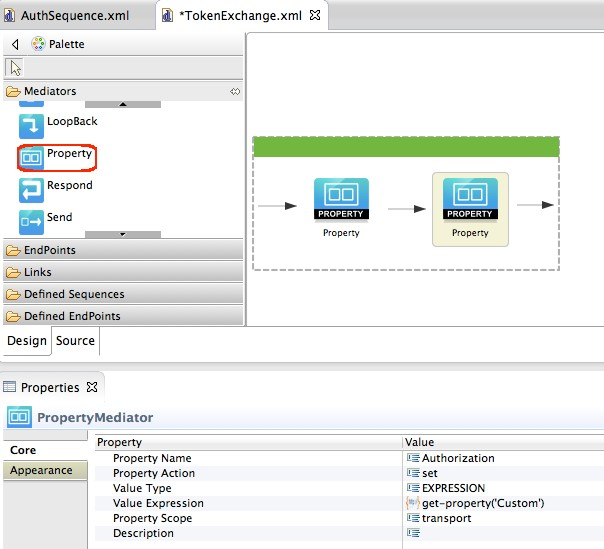 AuthSequence.xml
*TokenExchange.xml
Palette
Mediators
LoopBack
Property
Respond
Send
EndPoints
Links
Defined Sequences
Defined EndPoints
PROPERTY
Property
PROPERTY
Property
Design
Source
Properties
PropertyMediator
Core
Appearance
Property Value
Property Name Authorization
Property Action set
Value Type EXPRESSION
Value Expression get-property('Custom')
Property Scope transport
Description